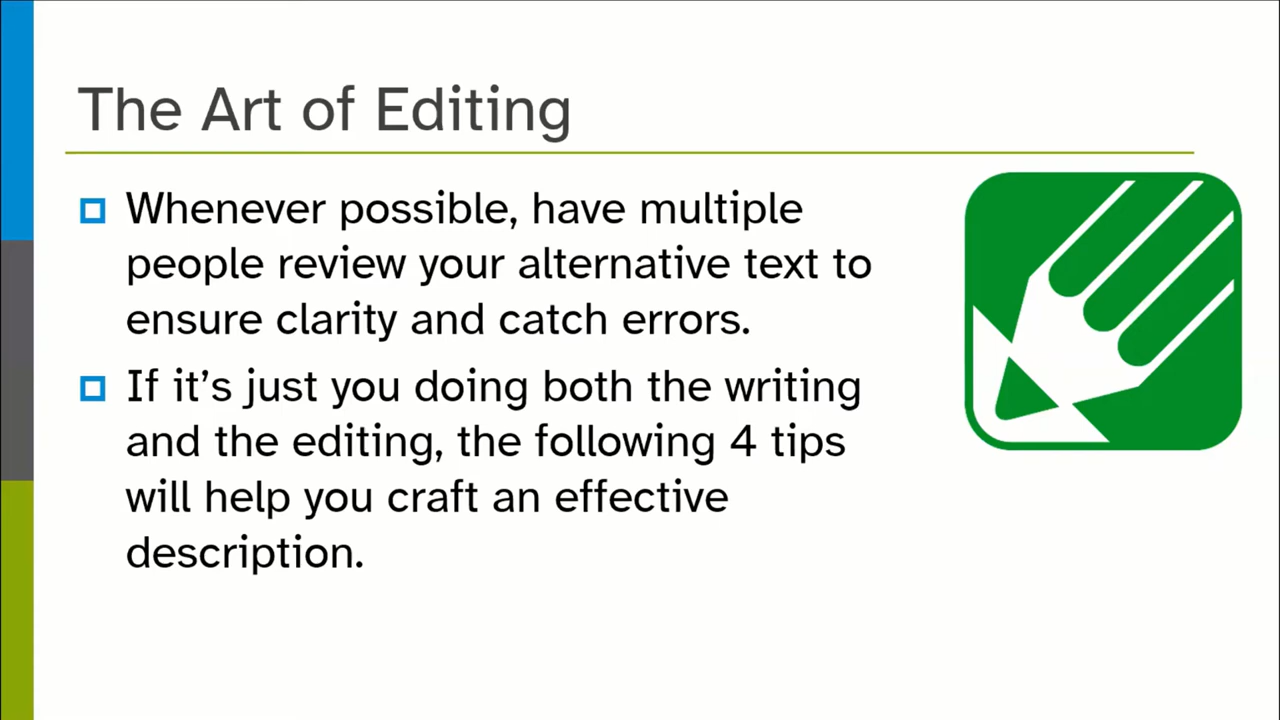 The Art of Editing
Whenever possible, have multiple
people review your alternative text to
ensure clarity and catch errors.
If it’s just you doing both the writing
and the editing, the following 4 tips
will help you craft an effective
description.